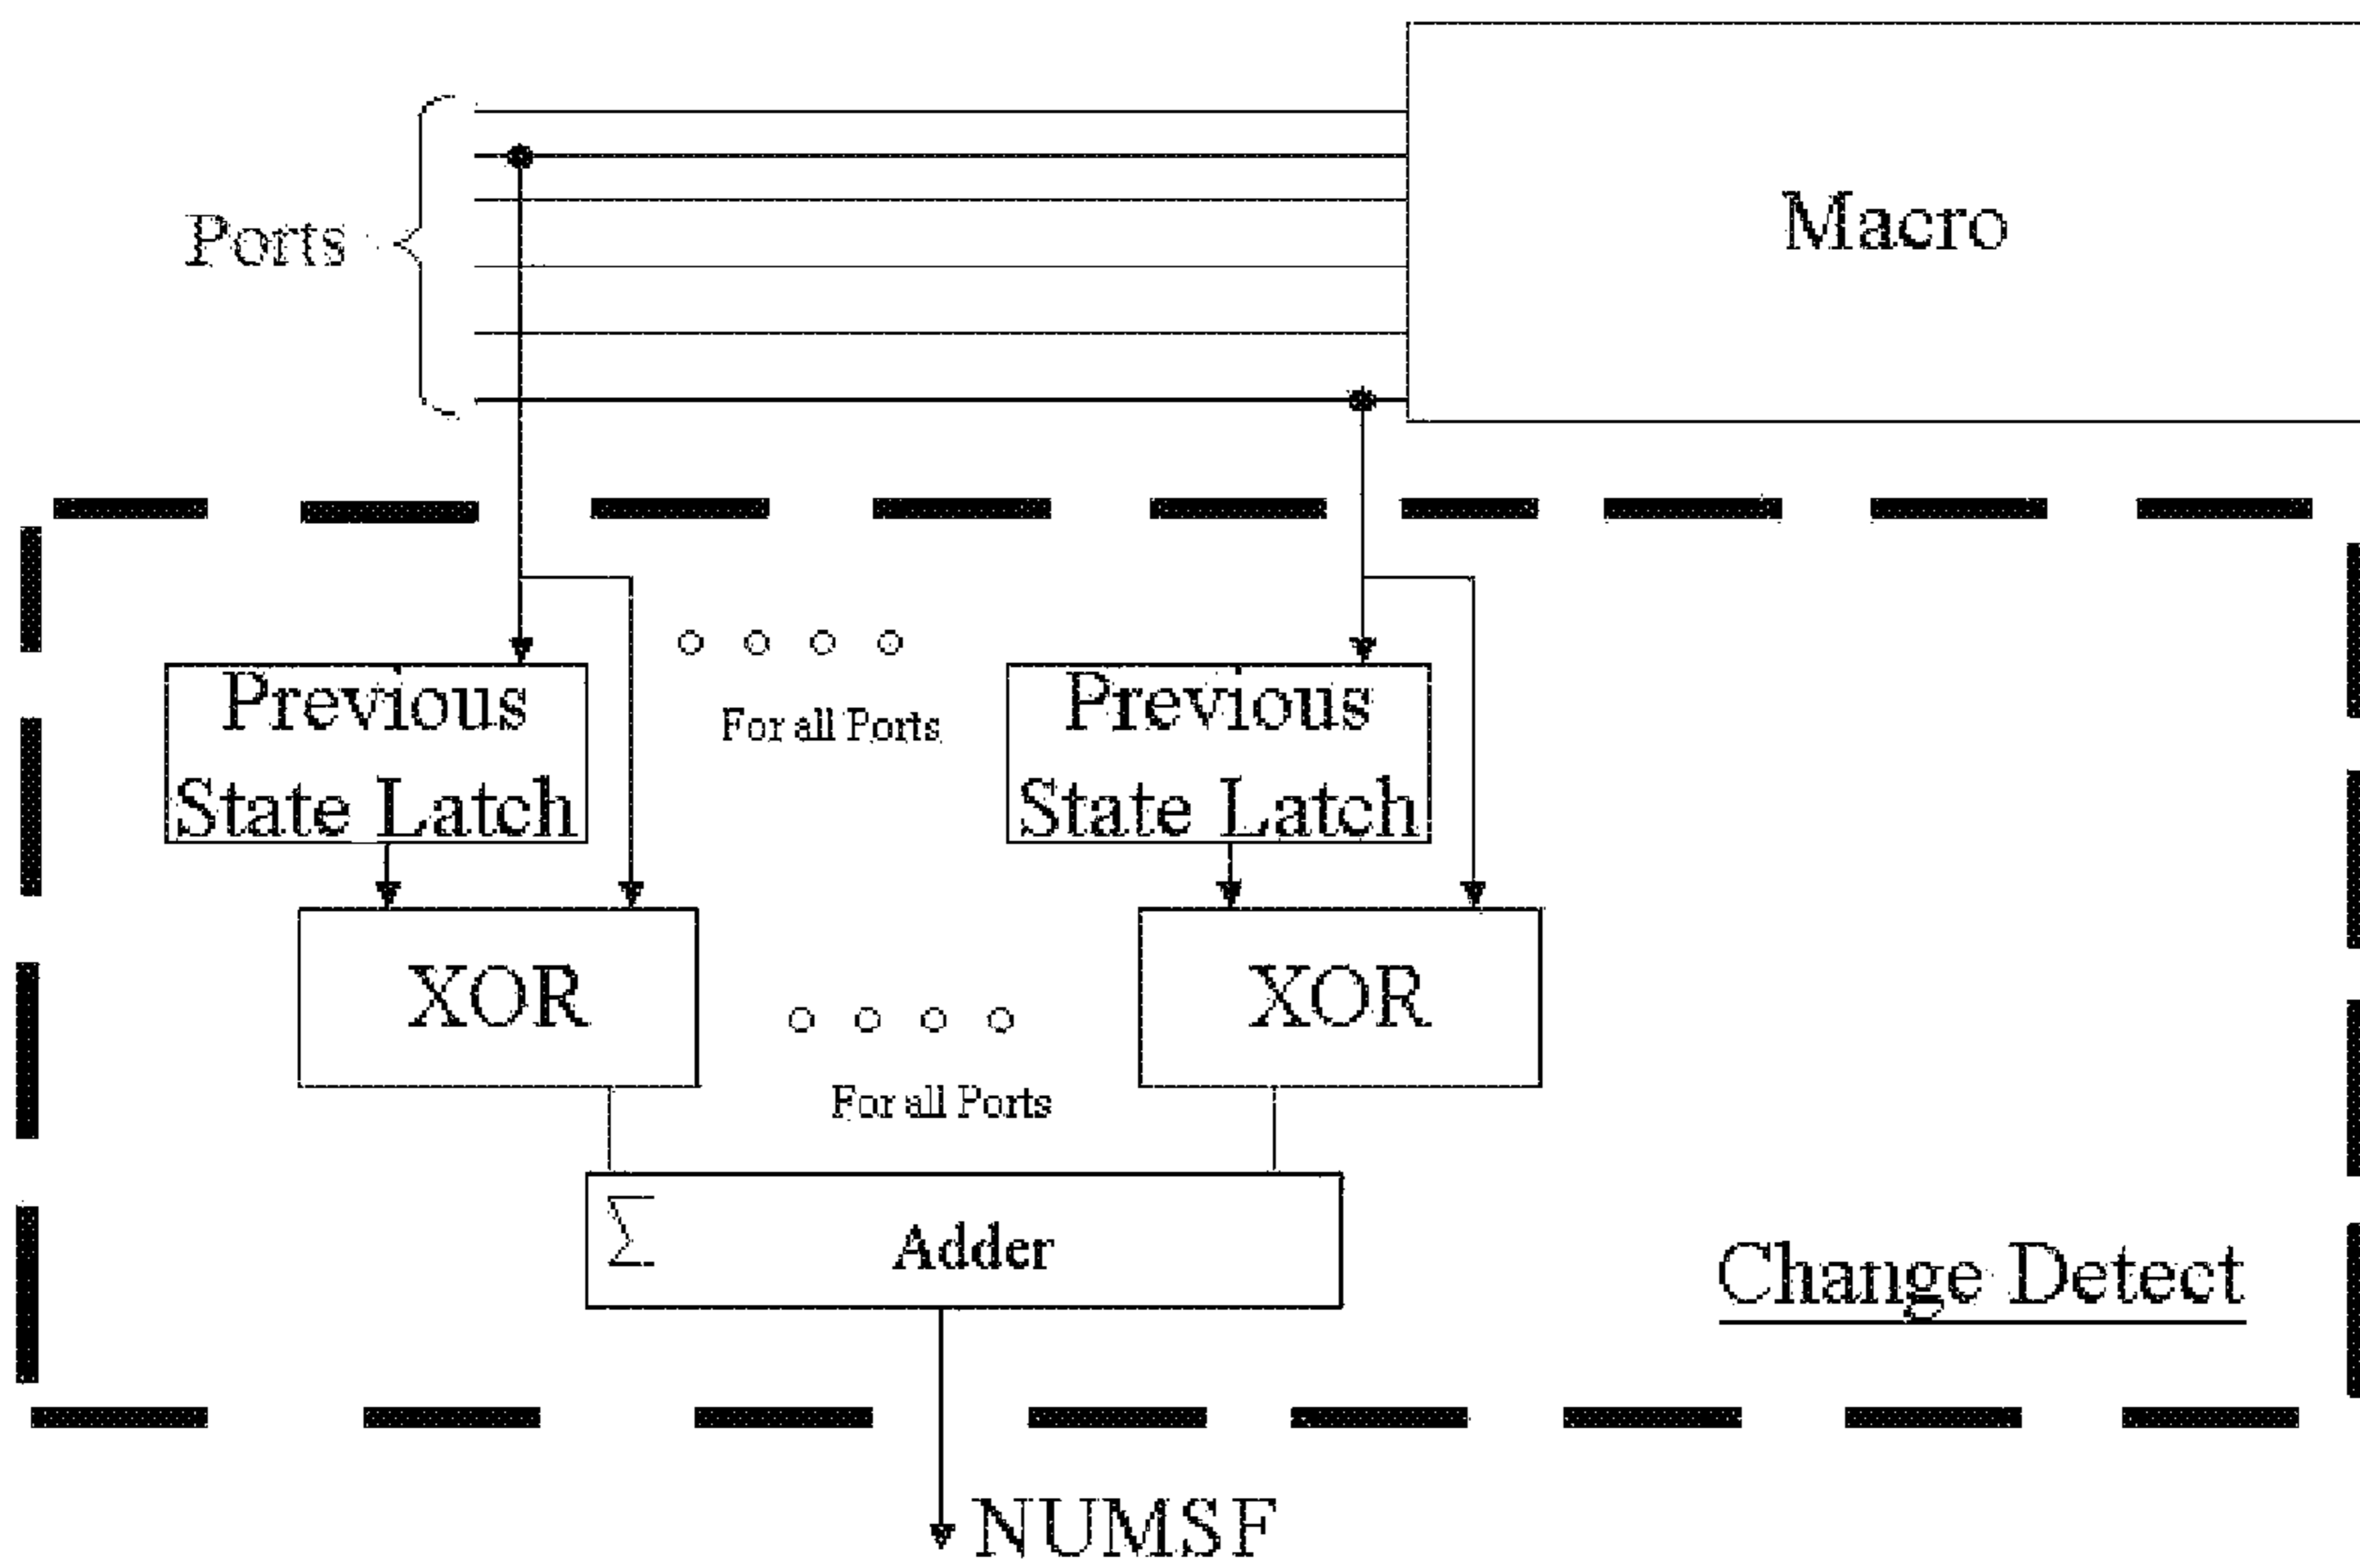 Macro
Ports
For all Ports
Previous
State Latch
Previous
State Latch
XOR
XOR
For all Ports
Σ Adder
Change Detect
NUMSF